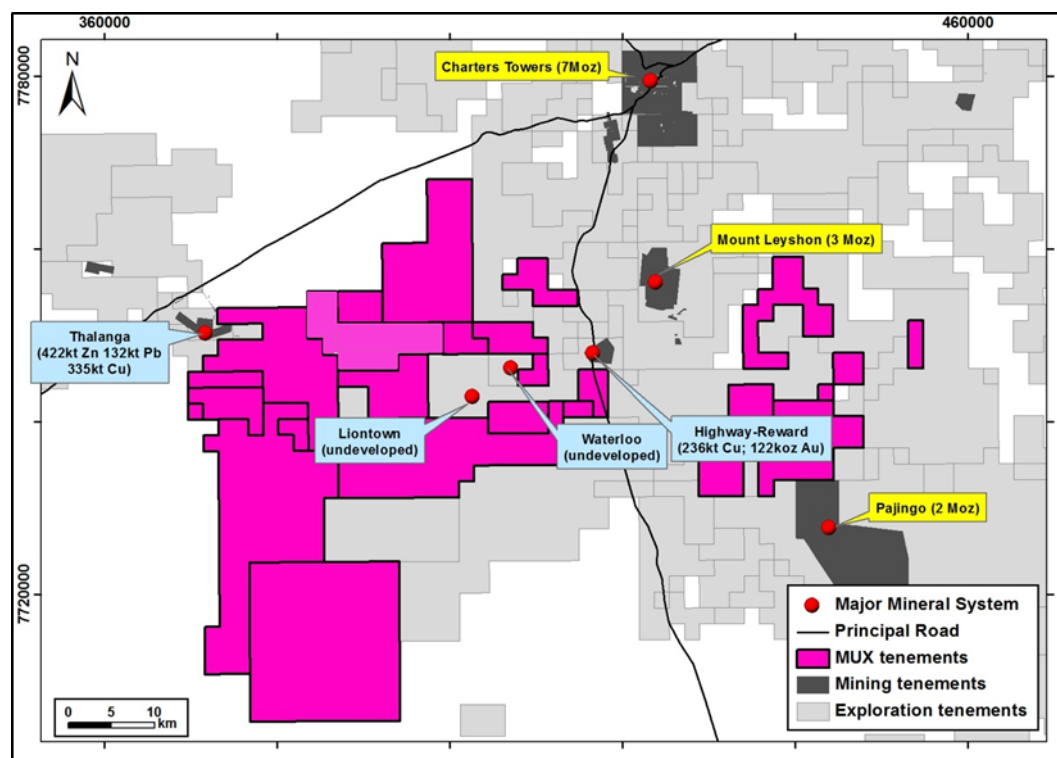 360000
460000
7780000
7720000
N
Charters Towers (7Moz)
Mount Leyshon (3 Moz)
Thalanga
(422kt Zn 132kt Pb
335kt Cu)
Liontown
(undeveloped)
Waterloo
(undeveloped)
Highway-Reward
(236kt Cu; 122koz Au)
Pajingo (2 Moz)
Major Mineral System
Principal Road
MUX tenements
Mining tenements
Exploration tenements
0 5 10
km